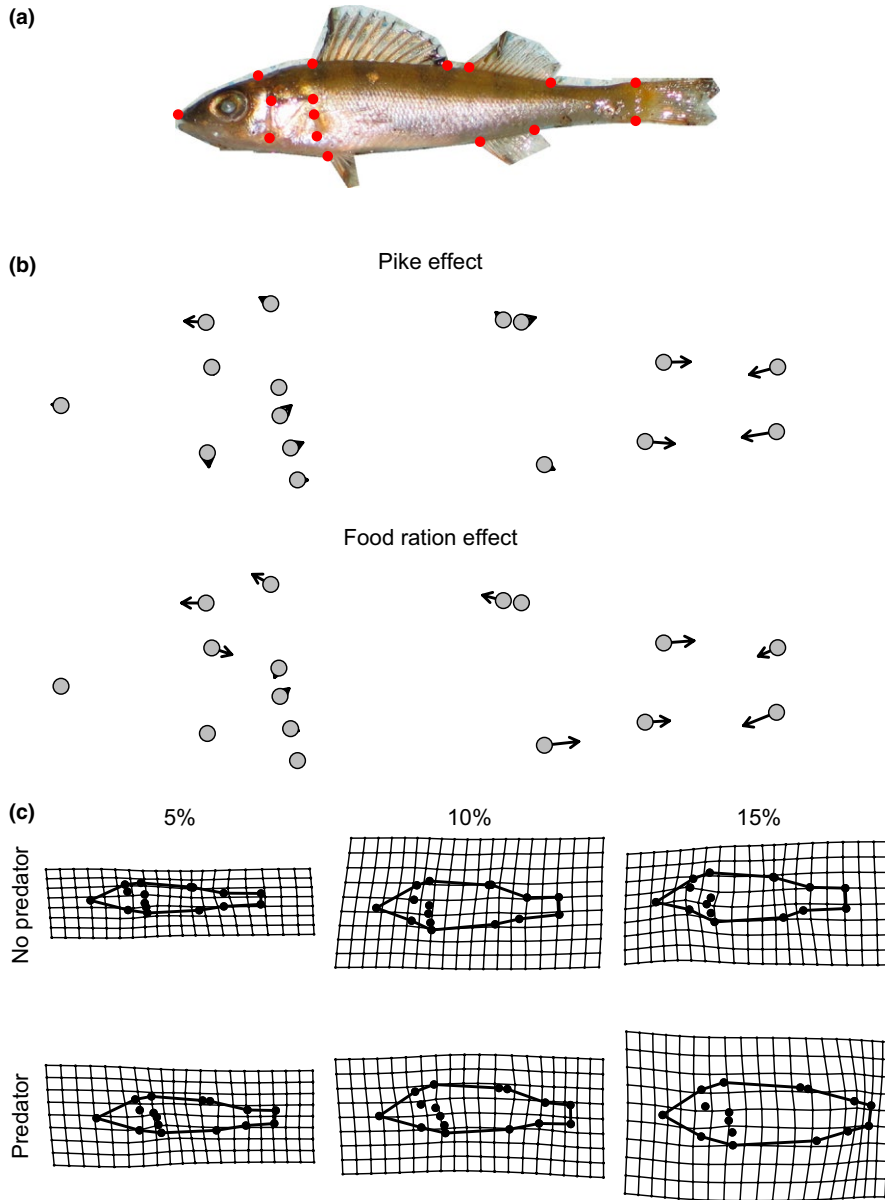 (a)
(b)
Pike effect
Food ration effect
(c)
5% 10% 15%
No predator
Predator